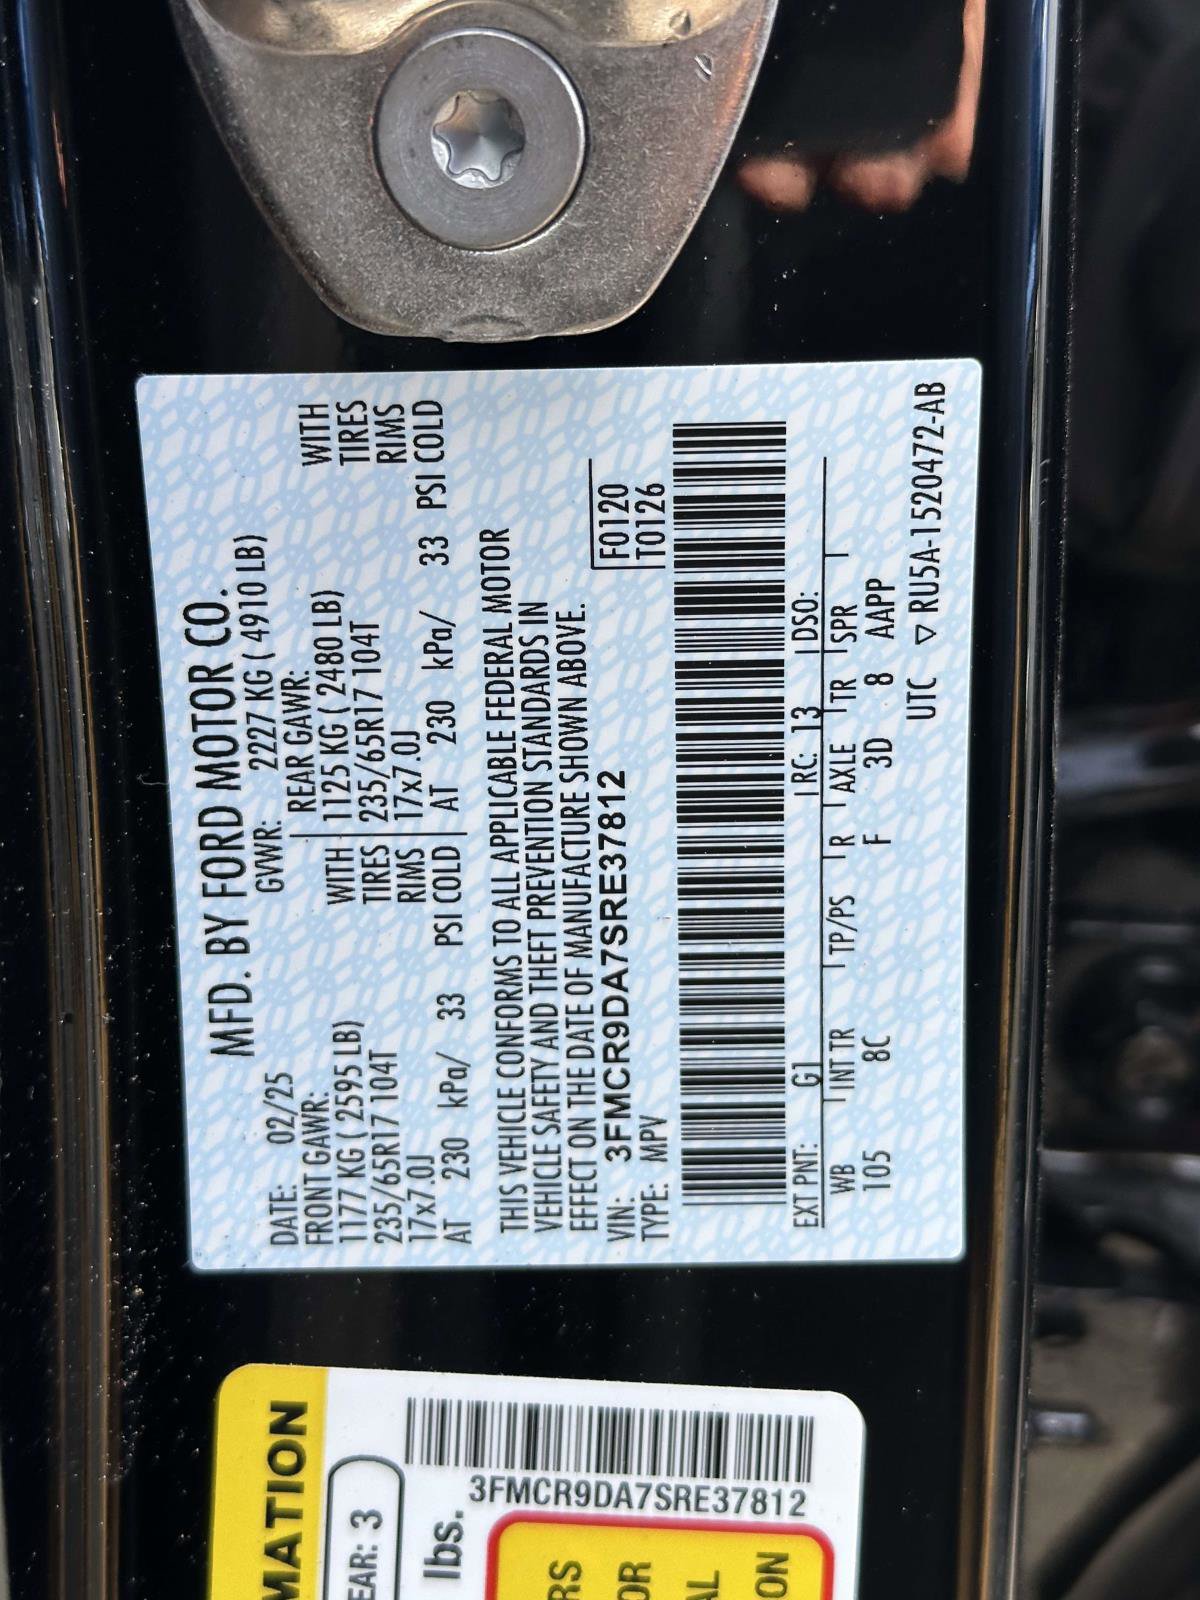 MFD. BY FORD MOTOR CO.
DATE: 02/25 GVWR: 2227 KG ( 4910 LB)
FRONT GAWR: REAR GAWR:
1177 KG ( 2595 LB) WITH 1125 KG ( 2480 LB) WITH
235/65R17 104T TIRES 235/65R17 104T TIRES
17x7.0J RIMS 17x7.0J RIMS
AT 230 kPa/ 33 PSI COLD AT 230 kPa/ 33 PSI COLD
THIS VEHICLE CONFORMS TO ALL APPLICABLE FEDERAL MOTOR
VEHICLE SAFETY AND THEFT PREVENTION STANDARDS IN
EFFECT ON THE DATE OF MANUFACTURE SHOWN ABOVE.
VIN: 3FMCR9DA7SRE37812 F0120
TYPE: MPV T0126
EXT PNT: G1 RC: 13 DSO:
WB INT TR TP/PS R AXLE TR SPR
105 8C F 3D 8 AAPP
UTC ▽ RU5A-1520472-AB
MATION
EAR: 3
lbs.
3FMCR9DA7SRE37812
RS
OR
AL
ON